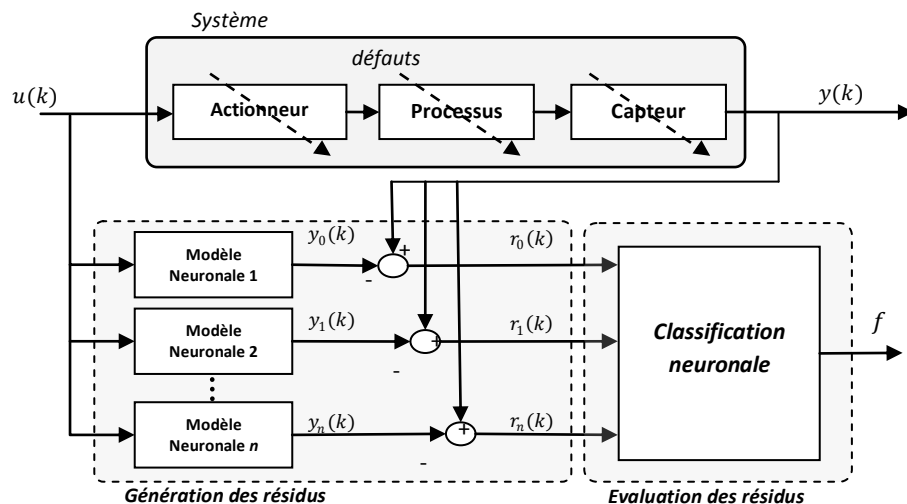 Système
défauts
u(k)
Actionneur
Processus
Capteur
y(k)
Modèle
Neuronale 1
y₀(k)
+
-
r₀(k)
Modèle
Neuronale 2
y₁(k)
+
-
r₁(k)
Classification
neuronale
f
Modèle
Neuronale n
yₙ(k)
+
-
rₙ(k)
Génération des résidus
Evaluation des résidus